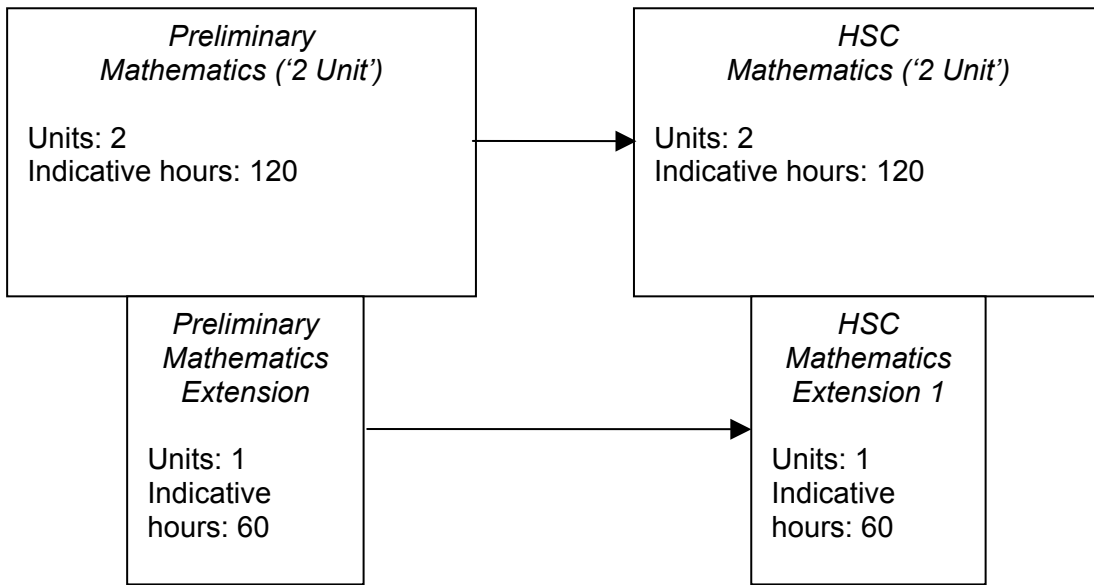 Preliminary
Mathematics (‘2 Unit’)
Units: 2
Indicative hours: 120
HSC
Mathematics (‘2 Unit’)
Units: 2
Indicative hours: 120
Preliminary
Mathematics
Extension
Units: 1
Indicative
hours: 60
HSC
Mathematics
Extension 1
Units: 1
Indicative
hours: 60